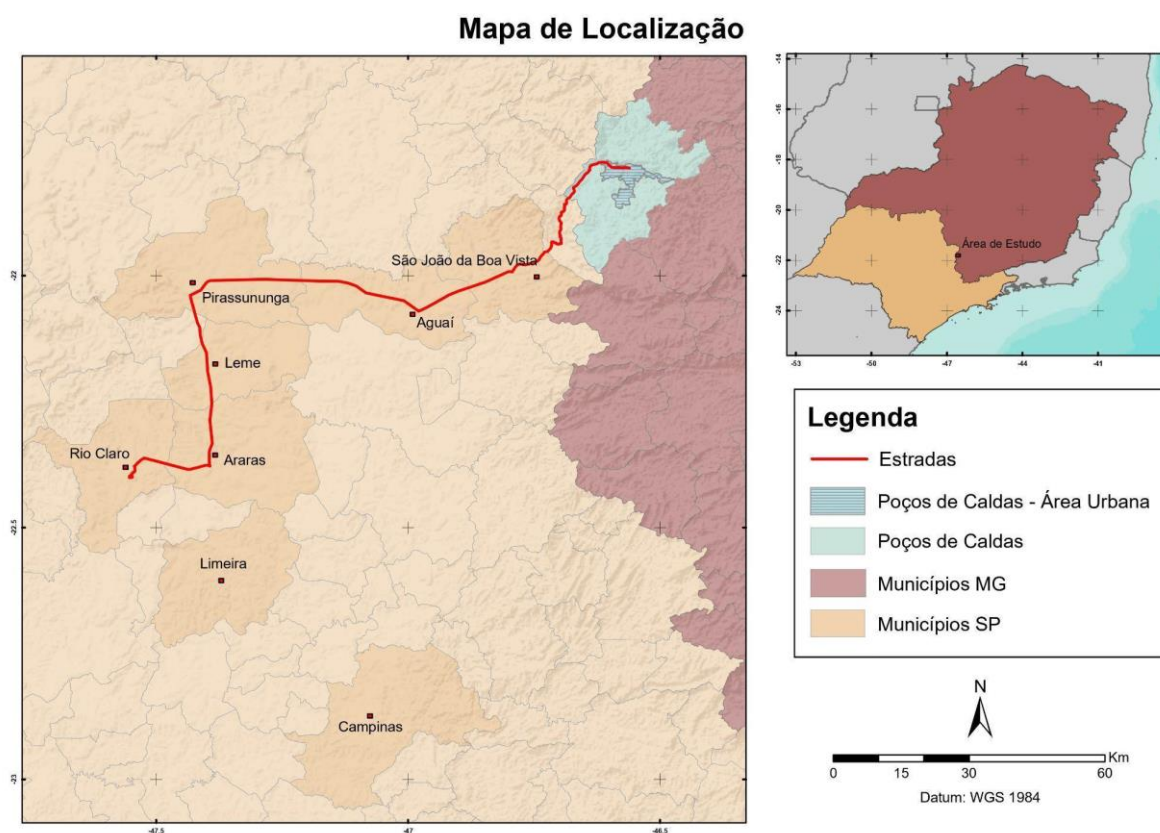 Mapa de Localização
São João da Boa Vista
Pirassununga
Aguaí
Leme
Rio Claro
Araras
Limeira
Campinas
-22
-22.5
-23
-47.5
-47
-46.5
Área de Estudo
-14
-16
-18
-20
-22
-24
-53
-50
-47
-44
-41
Legenda
Estradas
Poços de Caldas - Área Urbana
Poços de Caldas
Municípios MG
Municípios SP
N
Km
0 15 30 60
Datum: WGS 1984